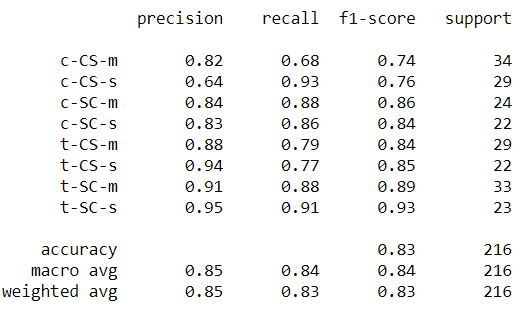 precision recall f1-score support
c-CS-m 0.82 0.68 0.74 34
c-CS-s 0.64 0.93 0.76 29
c-SC-m 0.84 0.88 0.86 24
c-SC-s 0.83 0.86 0.84 22
t-CS-m 0.88 0.79 0.84 29
t-CS-s 0.94 0.77 0.85 22
t-SC-m 0.91 0.88 0.89 33
t-SC-s 0.95 0.91 0.93 23
accuracy 0.83 216
macro avg 0.85 0.84 0.84 216
weighted avg 0.85 0.83 0.83 216